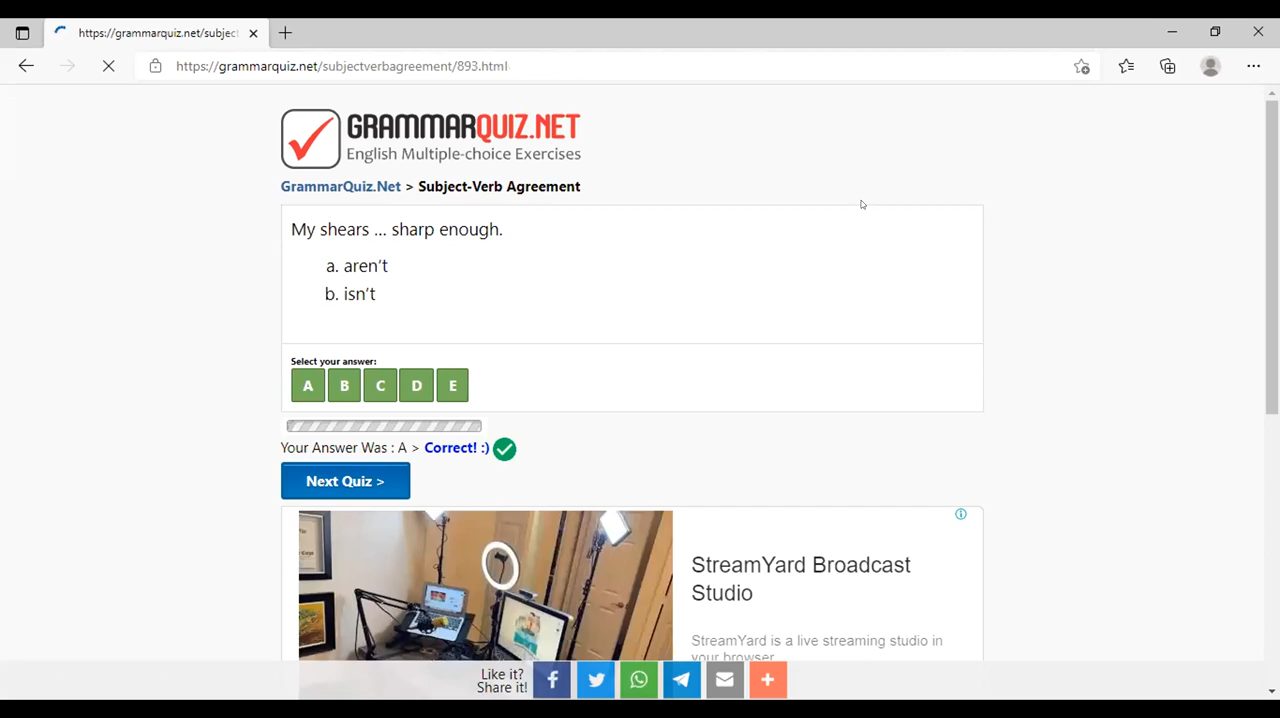 https://grammarquiz.net/subject
https://grammarquiz.net/subjectverbagreement/893.html
GRAMMARQUIZ.NET
English Multiple-choice Exercises
GrammarQuiz.Net > Subject-Verb Agreement
My shears ... sharp enough.
a. aren’t
b. isn’t
Select your answer:
A B C D E
Your Answer Was : A > Correct! :)
Next Quiz >
StreamYard Broadcast
Studio
StreamYard is a live streaming studio in
your browser
Like it?
Share it!